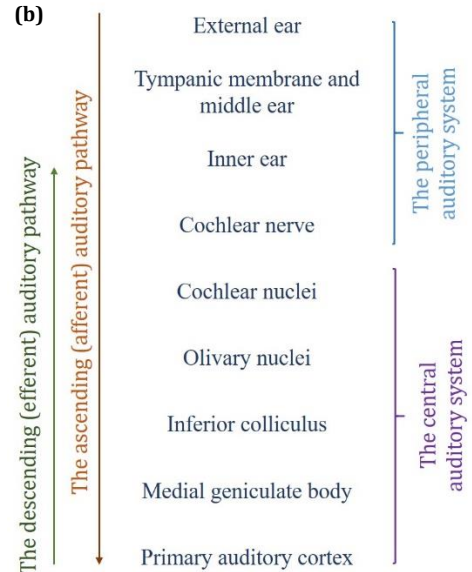 (b)
External ear
Tympanic membrane and
middle ear
Inner ear
Cochlear nerve
Cochlear nuclei
Olivary nuclei
Inferior colliculus
Medial geniculate body
Primary auditory cortex
The descending (efferent) auditory pathway
The ascending (afferent) auditory pathway
The peripheral
auditory system
The central
auditory system